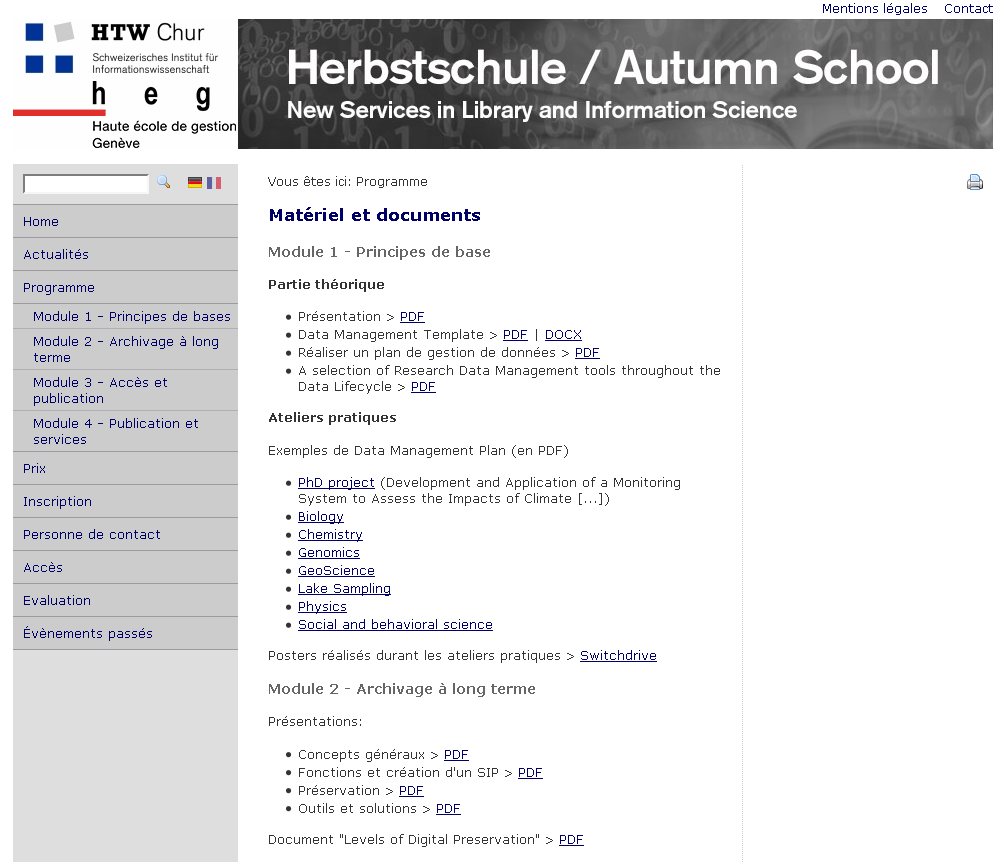 Mentions légales Contact
HTW Chur
Schweizerisches Institut für
Informationswissenschaft
h e g
Haute école de gestion
Genève
Herbstschule / Autumn School
New Services in Library and Information Science
Home
Actualités
Programme
Module 1 - Principes de bases
Module 2 - Archivage à long
terme
Module 3 - Accès et
publication
Module 4 - Publication et
services
Prix
Inscription
Personne de contact
Accès
Evaluation
Évènements passés
Vous êtes ici: Programme
Matériel et documents
Module 1 - Principes de base
Partie théorique
Présentation > PDF
Data Management Template > PDF | DOCX
Réaliser un plan de gestion de données > PDF
A selection of Research Data Management tools throughout the
Data Lifecycle > PDF
Ateliers pratiques
Exemples de Data Management Plan (en PDF)
PhD project (Development and Application of a Monitoring
System to Assess the Impacts of Climate [...])
Biology
Chemistry
Genomics
GeoScience
Lake Sampling
Physics
Social and behavioral science
Posters réalisés durant les ateliers pratiques > Switchdrive
Module 2 - Archivage à long terme
Présentations:
Concepts généraux > PDF
Fonctions et création d'un SIP > PDF
Préservation > PDF
Outils et solutions > PDF
Document "Levels of Digital Preservation" > PDF